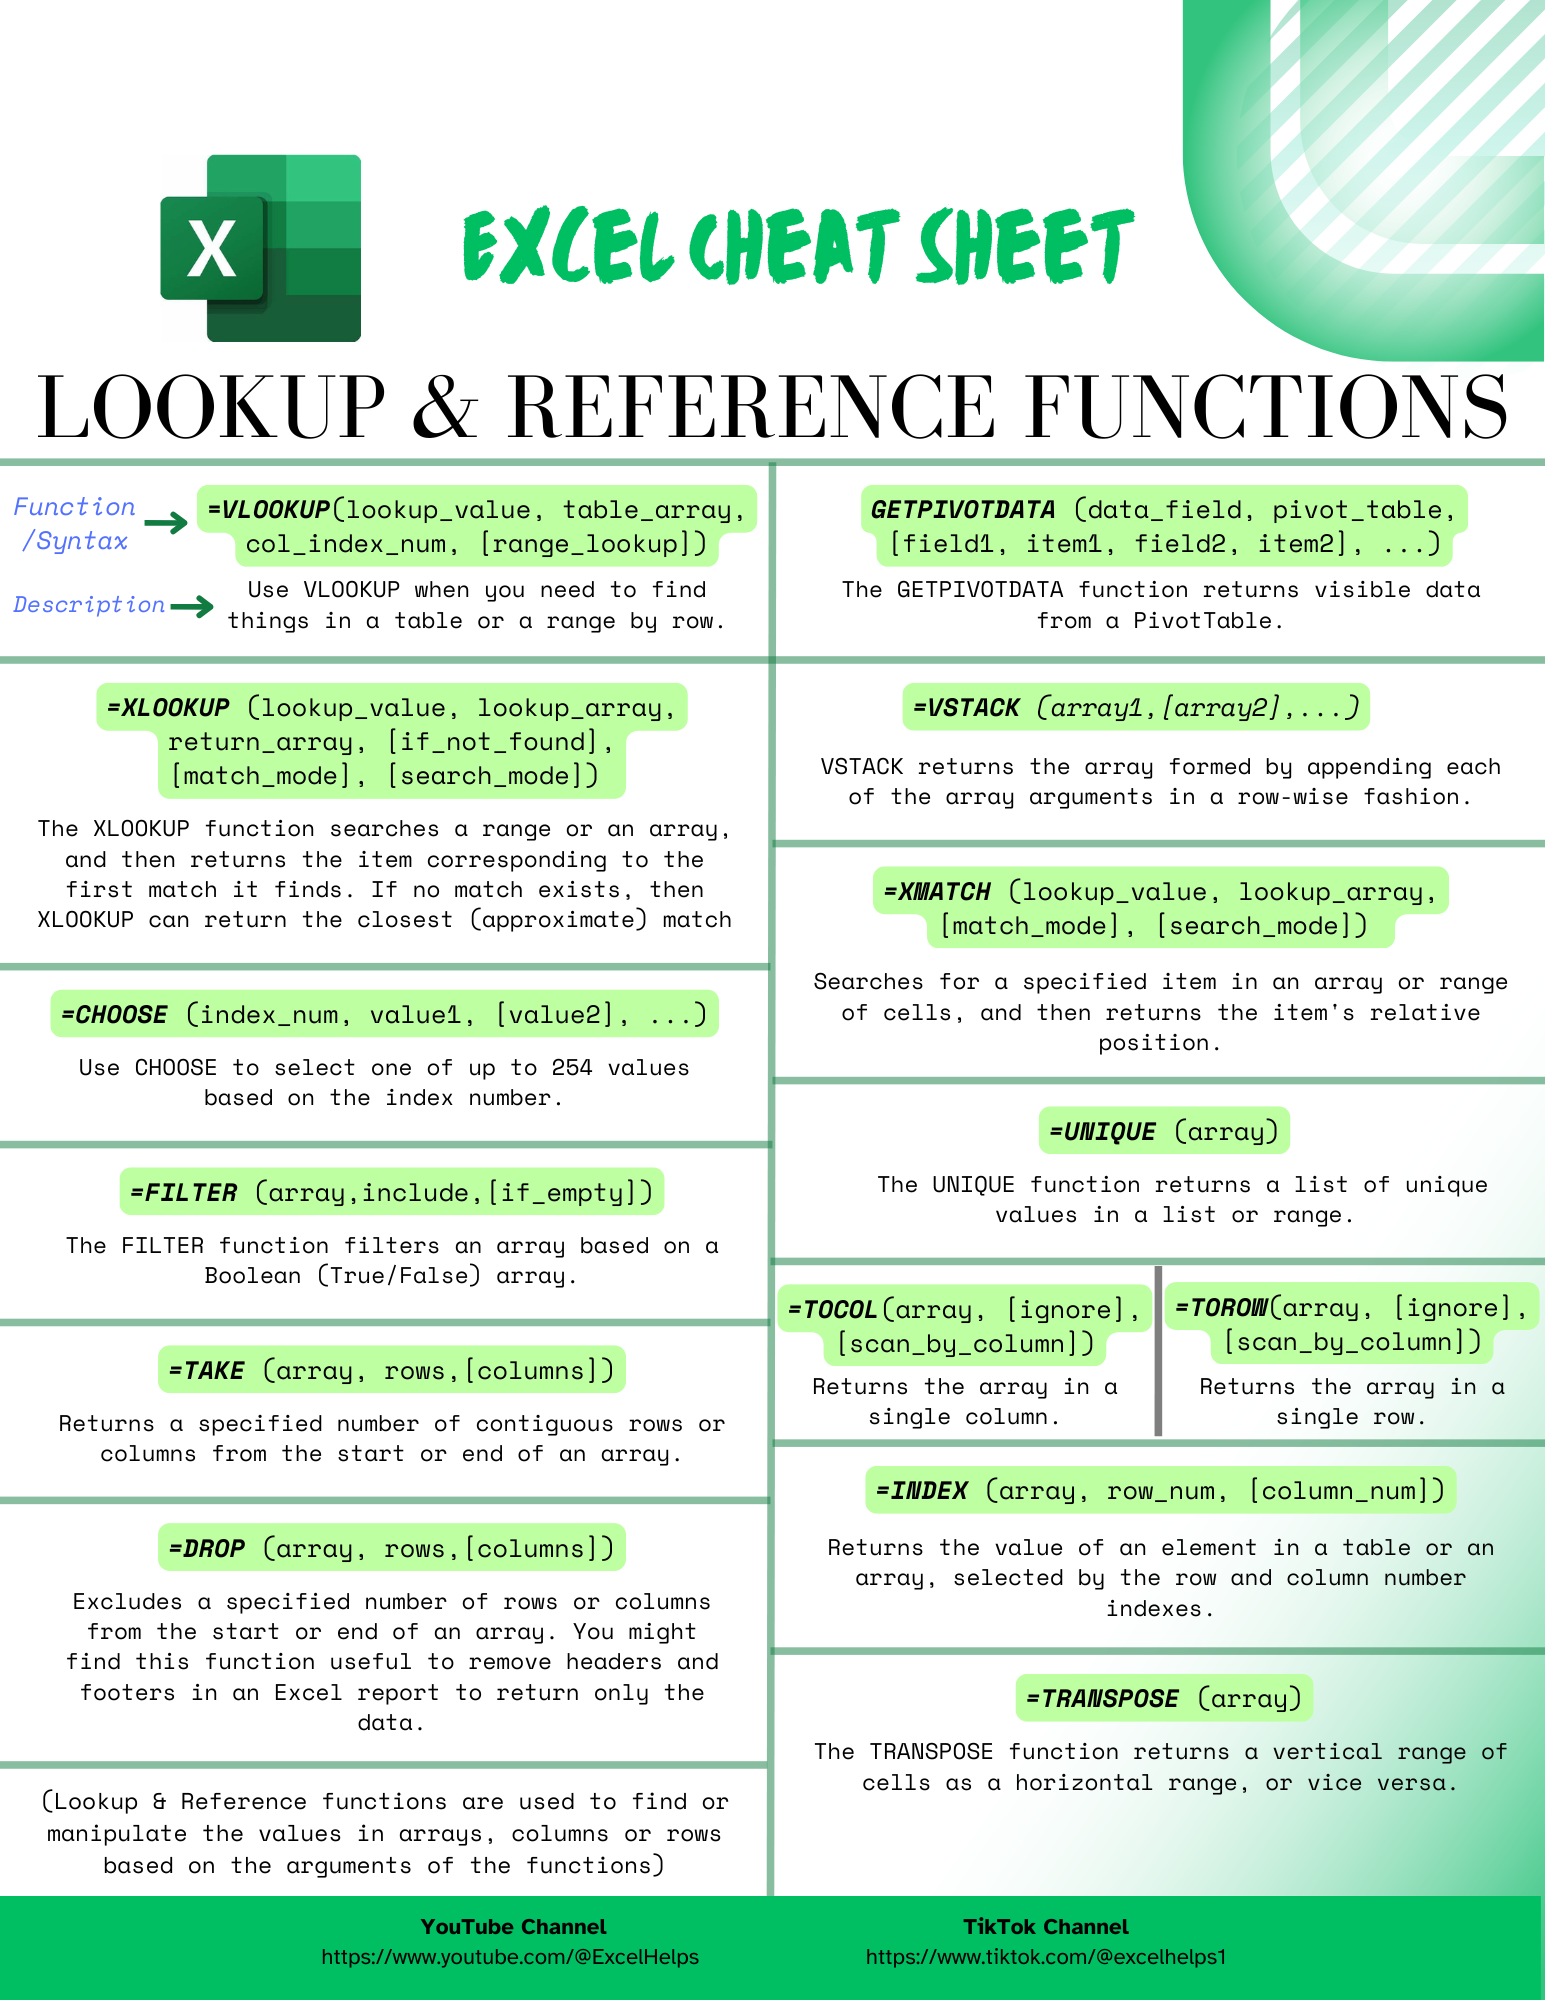 X
EXCEL CHEAT SHEET
LOOKUP & REFERENCE FUNCTIONS
Function
/Syntax
=VLOOKUP(lookup_value, table_array,
col_index_num, [range_lookup])
Description
Use VLOOKUP when you need to find
things in a table or a range by row.
=XLOOKUP (lookup_value, lookup_array,
return_array, [if_not_found],
[match_mode], [search_mode])
The XLOOKUP function searches a range or an array,
and then returns the item corresponding to the
first match it finds. If no match exists, then
XLOOKUP can return the closest (approximate) match
=CHOOSE (index_num, value1, [value2], ...)
Use CHOOSE to select one of up to 254 values
based on the index number.
=FILTER (array,include,[if_empty])
The FILTER function filters an array based on a
Boolean (True/False) array.
=TAKE (array, rows,[columns])
Returns a specified number of contiguous rows or
columns from the start or end of an array.
=DROP (array, rows,[columns])
Excludes a specified number of rows or columns
from the start or end of an array. You might
find this function useful to remove headers and
footers in an Excel report to return only the
data.
(Lookup & Reference functions are used to find or
manipulate the values in arrays, columns or rows
based on the arguments of the functions)
GETPIVOTDATA (data_field, pivot_table,
[field1, item1, field2, item2], ...)
The GETPIVOTDATA function returns visible data
from a PivotTable.
=VSTACK (array1,[array2],...)
VSTACK returns the array formed by appending each
of the array arguments in a row-wise fashion.
=XMATCH (lookup_value, lookup_array,
[match_mode], [search_mode])
Searches for a specified item in an array or range
of cells, and then returns the item's relative
position.
=UNIQUE (array)
The UNIQUE function returns a list of unique
values in a list or range.
=TOCOL(array, [ignore],
[scan_by_column])
Returns the array in a
single column.
=TOROW(array, [ignore],
[scan_by_column])
Returns the array in a
single row.
=INDEX (array, row_num, [column_num])
Returns the value of an element in a table or an
array, selected by the row and column number
indexes.
=TRANSPOSE (array)
The TRANSPOSE function returns a vertical range of
cells as a horizontal range, or vice versa.
YouTube Channel
https://www.youtube.com/@ExcelHelps
TikTok Channel
https://www.tiktok.com/@excelhelps1